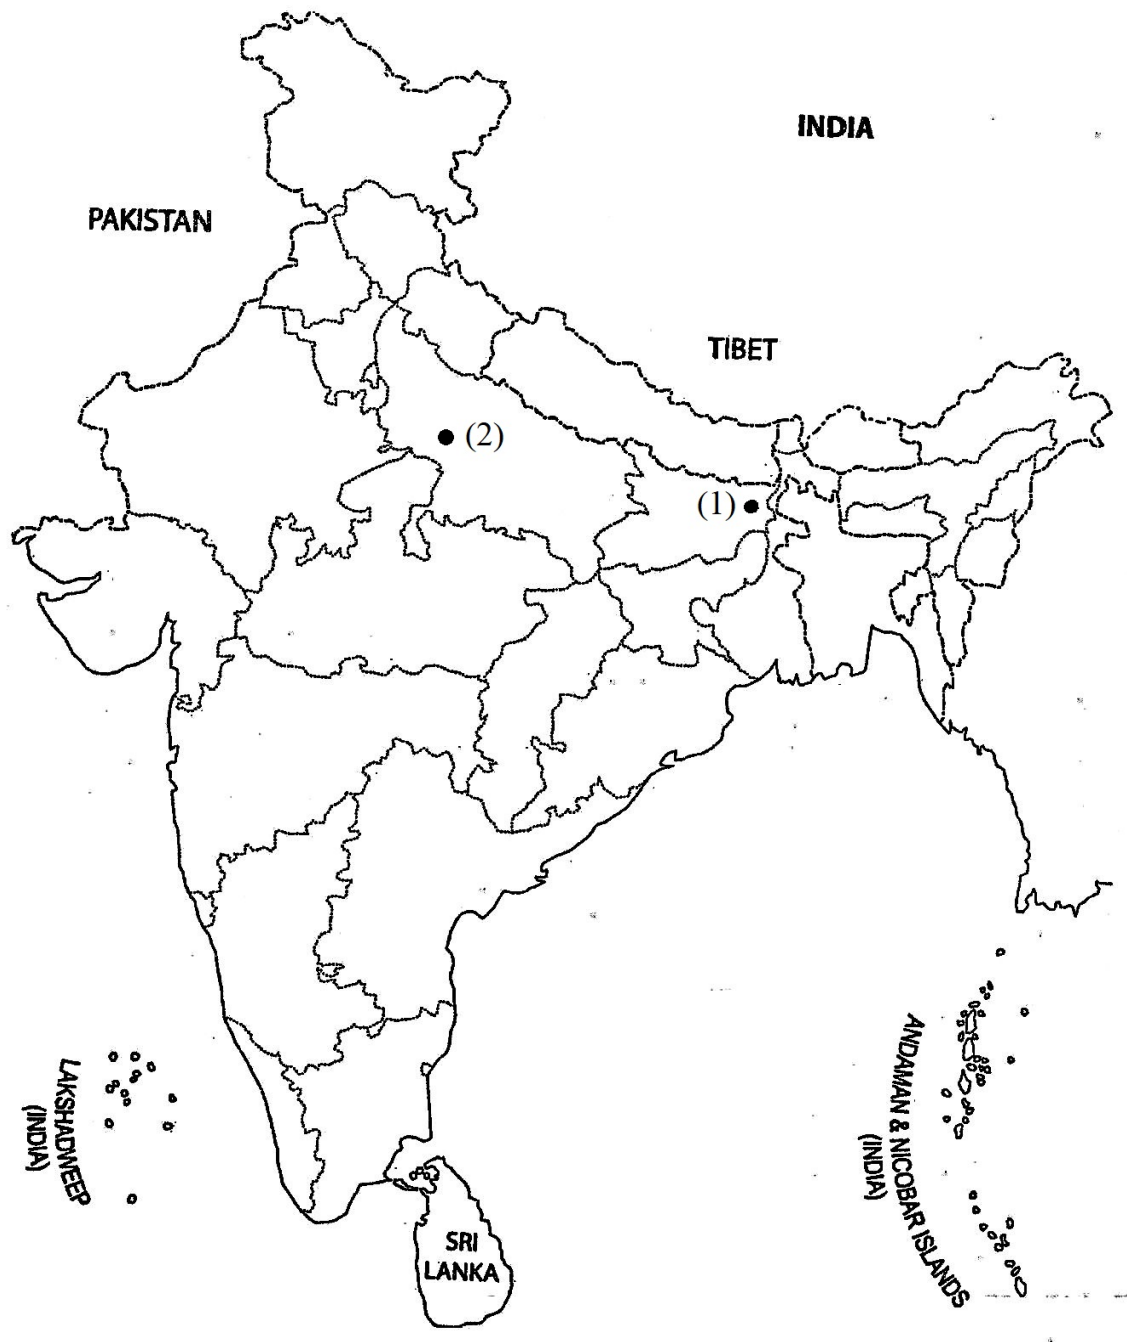 INDIA
PAKISTAN
TIBET
(2)
(1)
LAKSHADWEEP
(INDIA)
ANDAMAN & NICOBAR ISLANDS
(INDIA)
SRI
LANKA